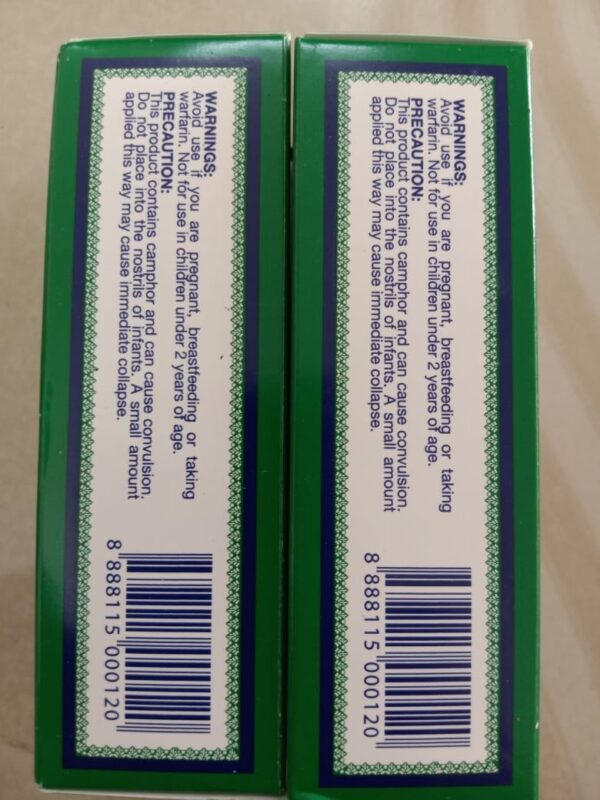 WARNINGS:
Avoid use if you are pregnant, breastfeeding or taking
warfarin. Not for use in children under 2 years of age.
PRECAUTION:
This product contains camphor and can cause convulsion.
Do not place into the nostrils of infants. A small amount
applied this way may cause immediate collapse.
8 888115 000120
WARNINGS:
Avoid use if you are pregnant, breastfeeding or taking
warfarin. Not for use in children under 2 years of age.
PRECAUTION:
This product contains camphor and can cause convulsion.
Do not place into the nostrils of infants. A small amount
applied this way may cause immediate collapse.
8 888115 000120